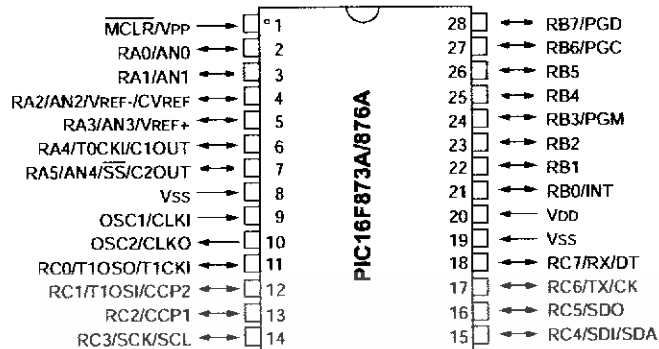 MCLR/VPP 1
RA0/AN0 2
RA1/AN1 3
RA2/AN2/VREF-/CVREF 4
RA3/AN3/VREF+ 5
RA4/T0CKI/C1OUT 6
RA5/AN4/SS/C2OUT 7
VSS 8
OSC1/CLKI 9
OSC2/CLKO 10
RC0/T1OSO/T1CKI 11
RC1/T1OSI/CCP2 12
RC2/CCP1 13
RC3/SCK/SCL 14
PIC16F873A/876A
28 RB7/PGD
27 RB6/PGC
26 RB5
25 RB4
24 RB3/PGM
23 RB2
22 RB1
21 RB0/INT
20 VDD
19 VSS
18 RC7/RX/DT
17 RC6/TX/CK
16 RC5/SDO
15 RC4/SDI/SDA